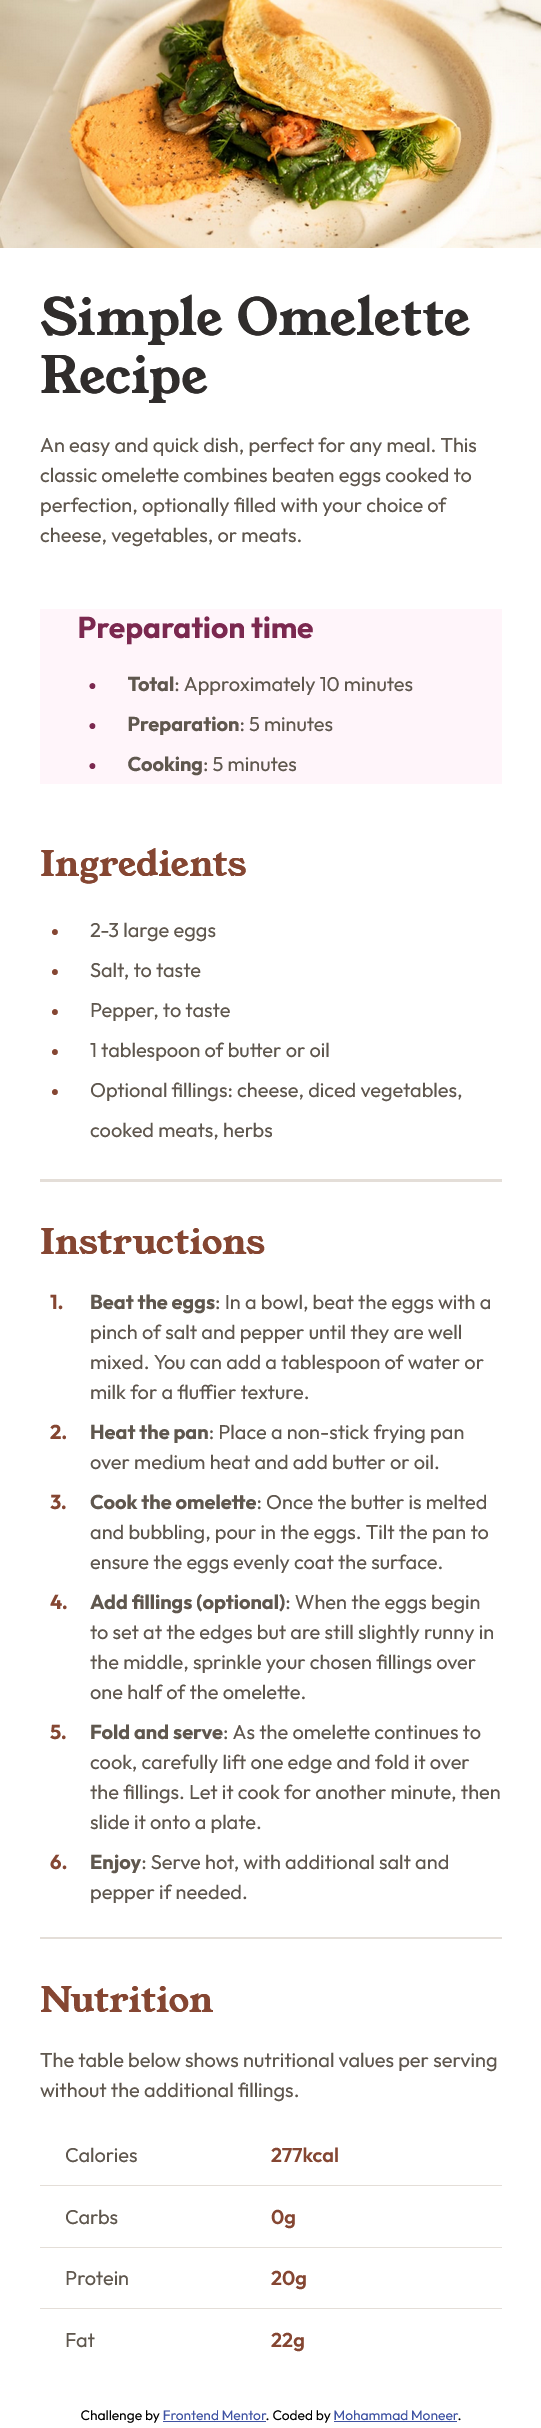 Simple Omelette
Recipe
An easy and quick dish, perfect for any meal. This
classic omelette combines beaten eggs cooked to
perfection, optionally filled with your choice of
cheese, vegetables, or meats.
Preparation time
• Total: Approximately 10 minutes
• Preparation: 5 minutes
• Cooking: 5 minutes
Ingredients
• 2-3 large eggs
• Salt, to taste
• Pepper, to taste
• 1 tablespoon of butter or oil
• Optional fillings: cheese, diced vegetables,
cooked meats, herbs
Instructions
1. Beat the eggs: In a bowl, beat the eggs with a
pinch of salt and pepper until they are well
mixed. You can add a tablespoon of water or
milk for a fluffier texture.
2. Heat the pan: Place a non-stick frying pan
over medium heat and add butter or oil.
3. Cook the omelette: Once the butter is melted
and bubbling, pour in the eggs. Tilt the pan to
ensure the eggs evenly coat the surface.
4. Add fillings (optional): When the eggs begin
to set at the edges but are still slightly runny in
the middle, sprinkle your chosen fillings over
one half of the omelette.
5. Fold and serve: As the omelette continues to
cook, carefully lift one edge and fold it over
the fillings. Let it cook for another minute, then
slide it onto a plate.
6. Enjoy: Serve hot, with additional salt and
pepper if needed.
Nutrition
The table below shows nutritional values per serving
without the additional fillings.
Calories 277kcal
Carbs 0g
Protein 20g
Fat 22g
Challenge by Frontend Mentor. Coded by Mohammad Moneer.